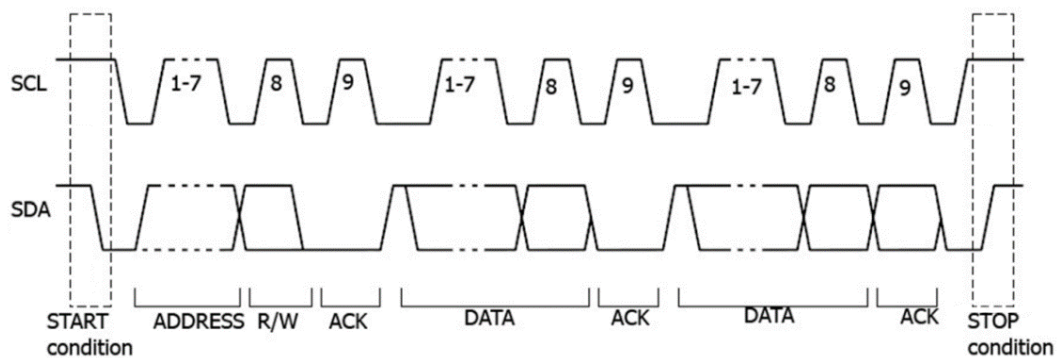 SCL 1-7 8 9 1-7 8 9 1-7 8 9
SDA
START condition
ADDRESS R/W ACK DATA ACK DATA ACK
STOP condition